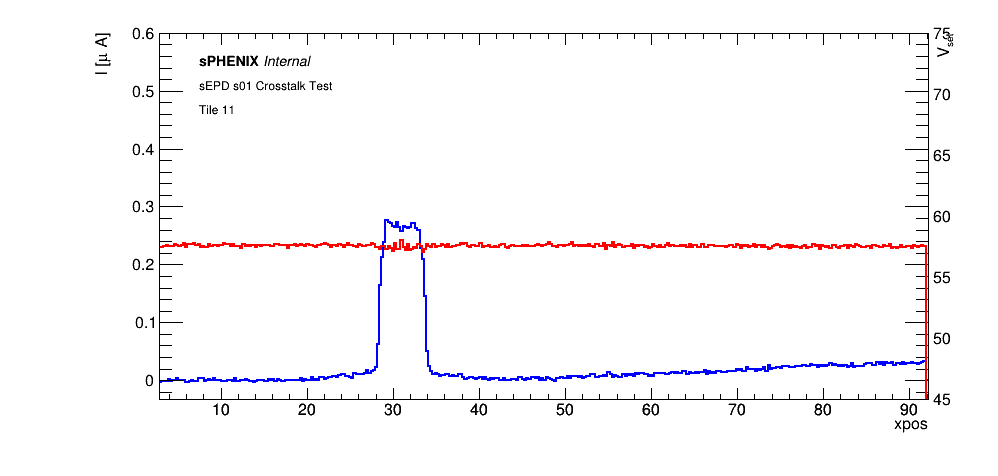 I [μ A]
0.6
0.5
0.4
0.3
0.2
0.1
0
sPHENIX Internal
sEPD s01 Crosstalk Test
Tile 11
75
70
65
60
55
50
45
V_set
10 20 30 40 50 60 70 80 90
xpos